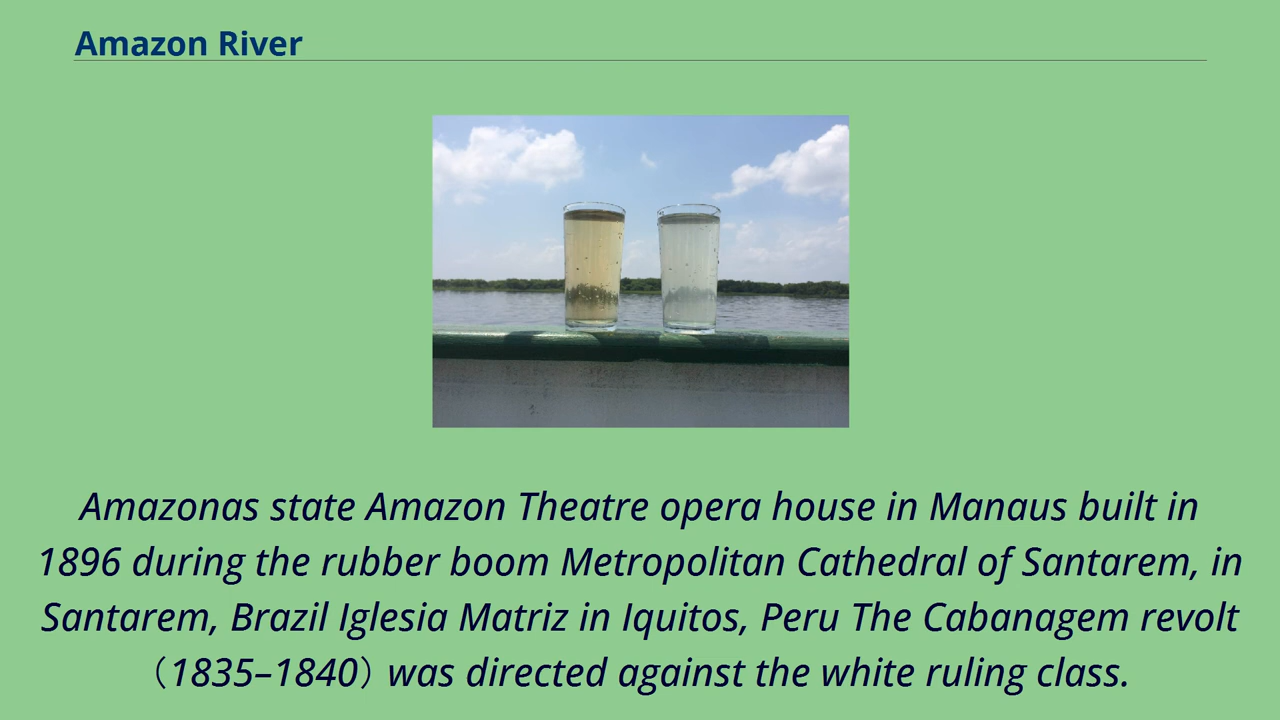 Amazon River
Amazonas state Amazon Theatre opera house in Manaus built in
1896 during the rubber boom Metropolitan Cathedral of Santarem, in
Santarem, Brazil Iglesia Matriz in Iquitos, Peru The Cabanagem revolt
（1835–1840）was directed against the white ruling class.